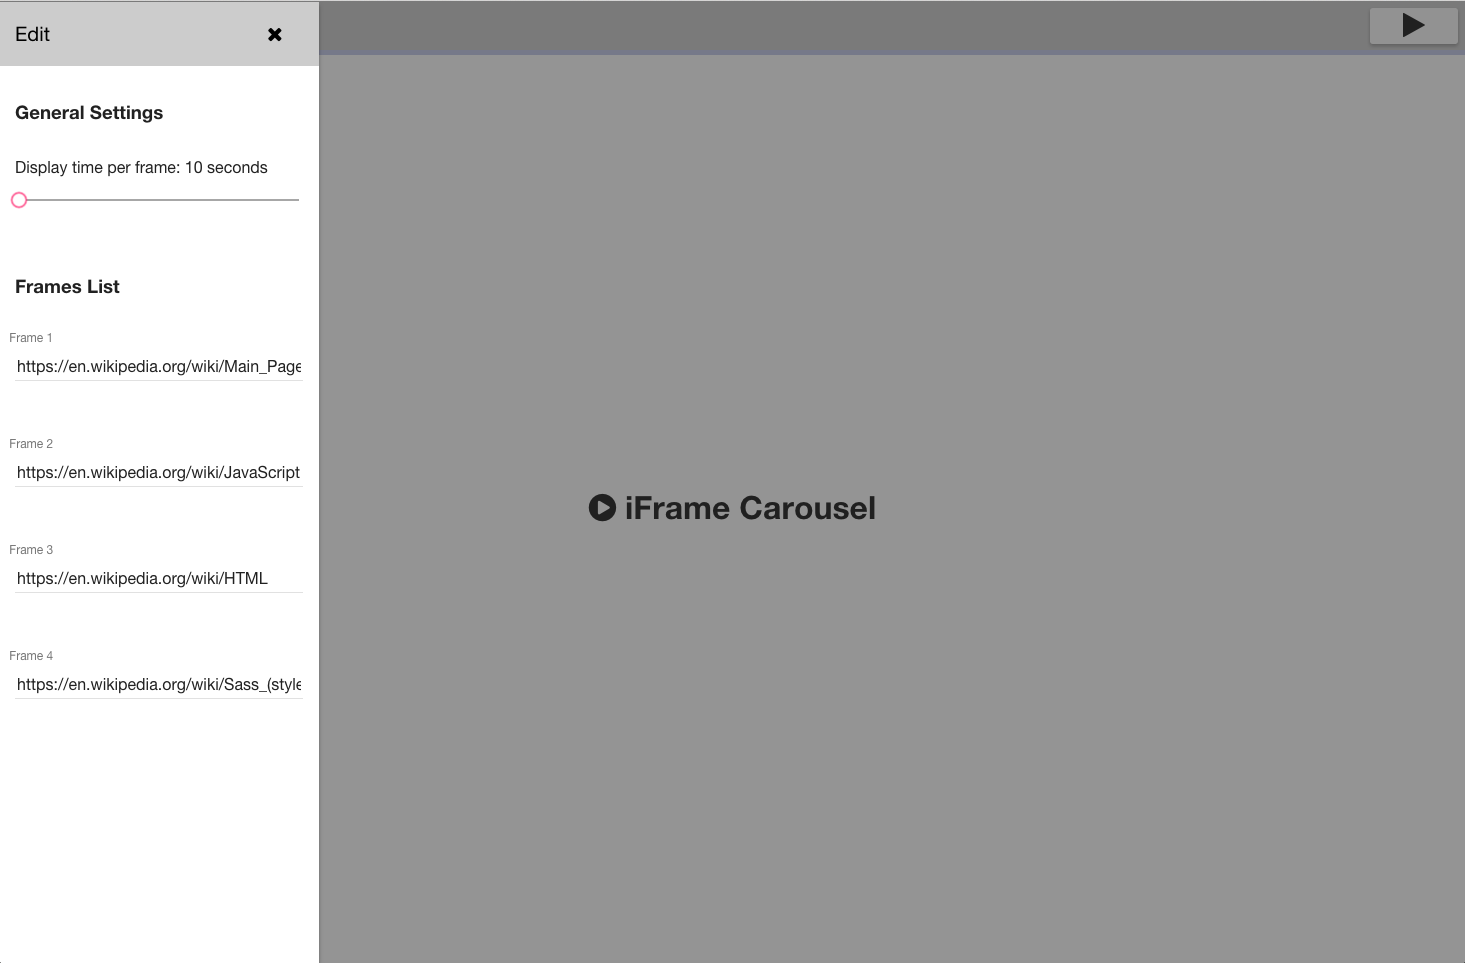 Edit
General Settings
Display time per frame: 10 seconds
Frames List
Frame 1
https://en.wikipedia.org/wiki/Main_Page
Frame 2
https://en.wikipedia.org/wiki/JavaScript
Frame 3
https://en.wikipedia.org/wiki/HTML
Frame 4
https://en.wikipedia.org/wiki/Sass_(style
iFrame Carousel